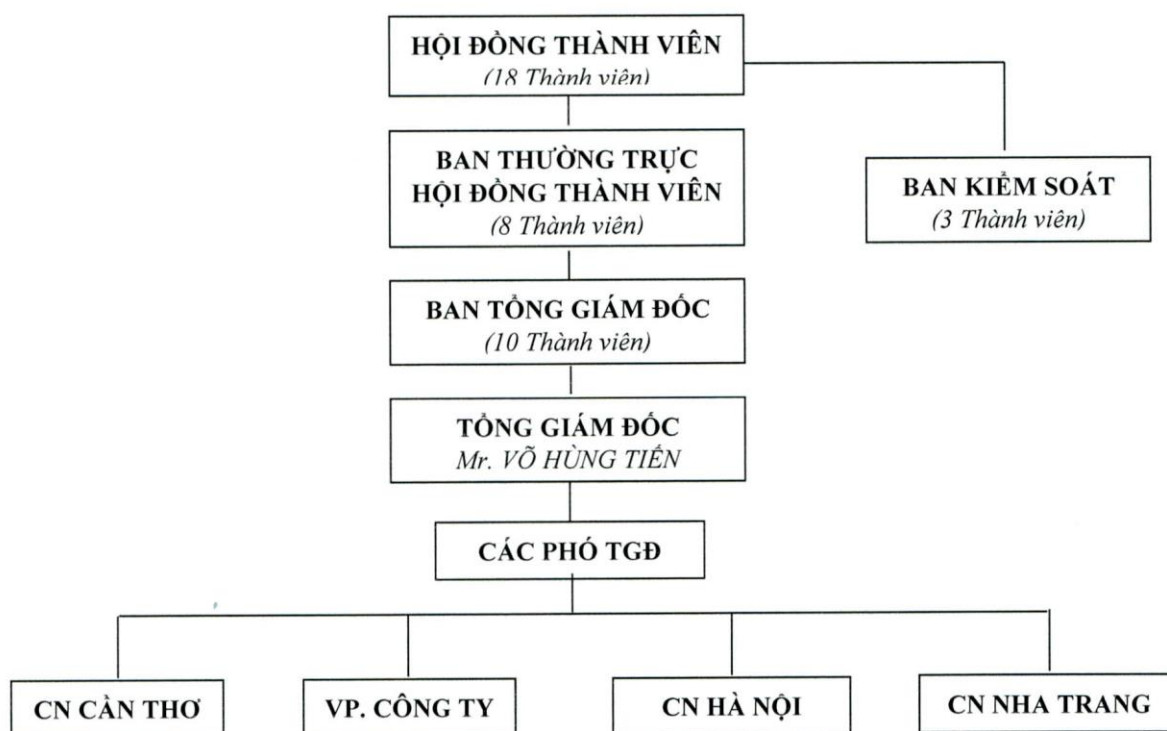 HỘI ĐỒNG THÀNH VIÊN
(18 Thành viên)
BAN THƯỜNG TRỰC
HỘI ĐỒNG THÀNH VIÊN
(8 Thành viên)
BAN KIỂM SOÁT
(3 Thành viên)
BAN TỔNG GIÁM ĐỐC
(10 Thành viên)
TỔNG GIÁM ĐỐC
Mr. VÕ HÙNG TIẾN
CÁC PHÓ TGĐ
CN CẦN THƠ
VP. CÔNG TY
CN HÀ NỘI
CN NHA TRANG